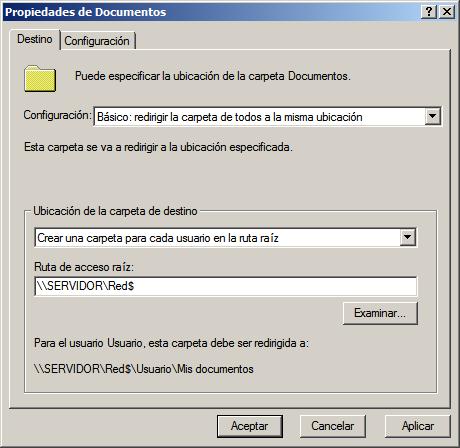 Propiedades de Documentos
Destino Configuración
Puede especificar la ubicación de la carpeta Documentos.
Configuración: Básico: redirigir la carpeta de todos a la misma ubicación
Esta carpeta se va a redirigir a la ubicación especificada.
Ubicación de la carpeta de destino
Crear una carpeta para cada usuario en la ruta raíz
Ruta de acceso raíz:
\\SERVIDOR\Red$
Examinar...
Para el usuario Usuario, esta carpeta debe ser redirigida a:
\\SERVIDOR\Red$\Usuario\Mis documentos
Aceptar Cancelar Aplicar